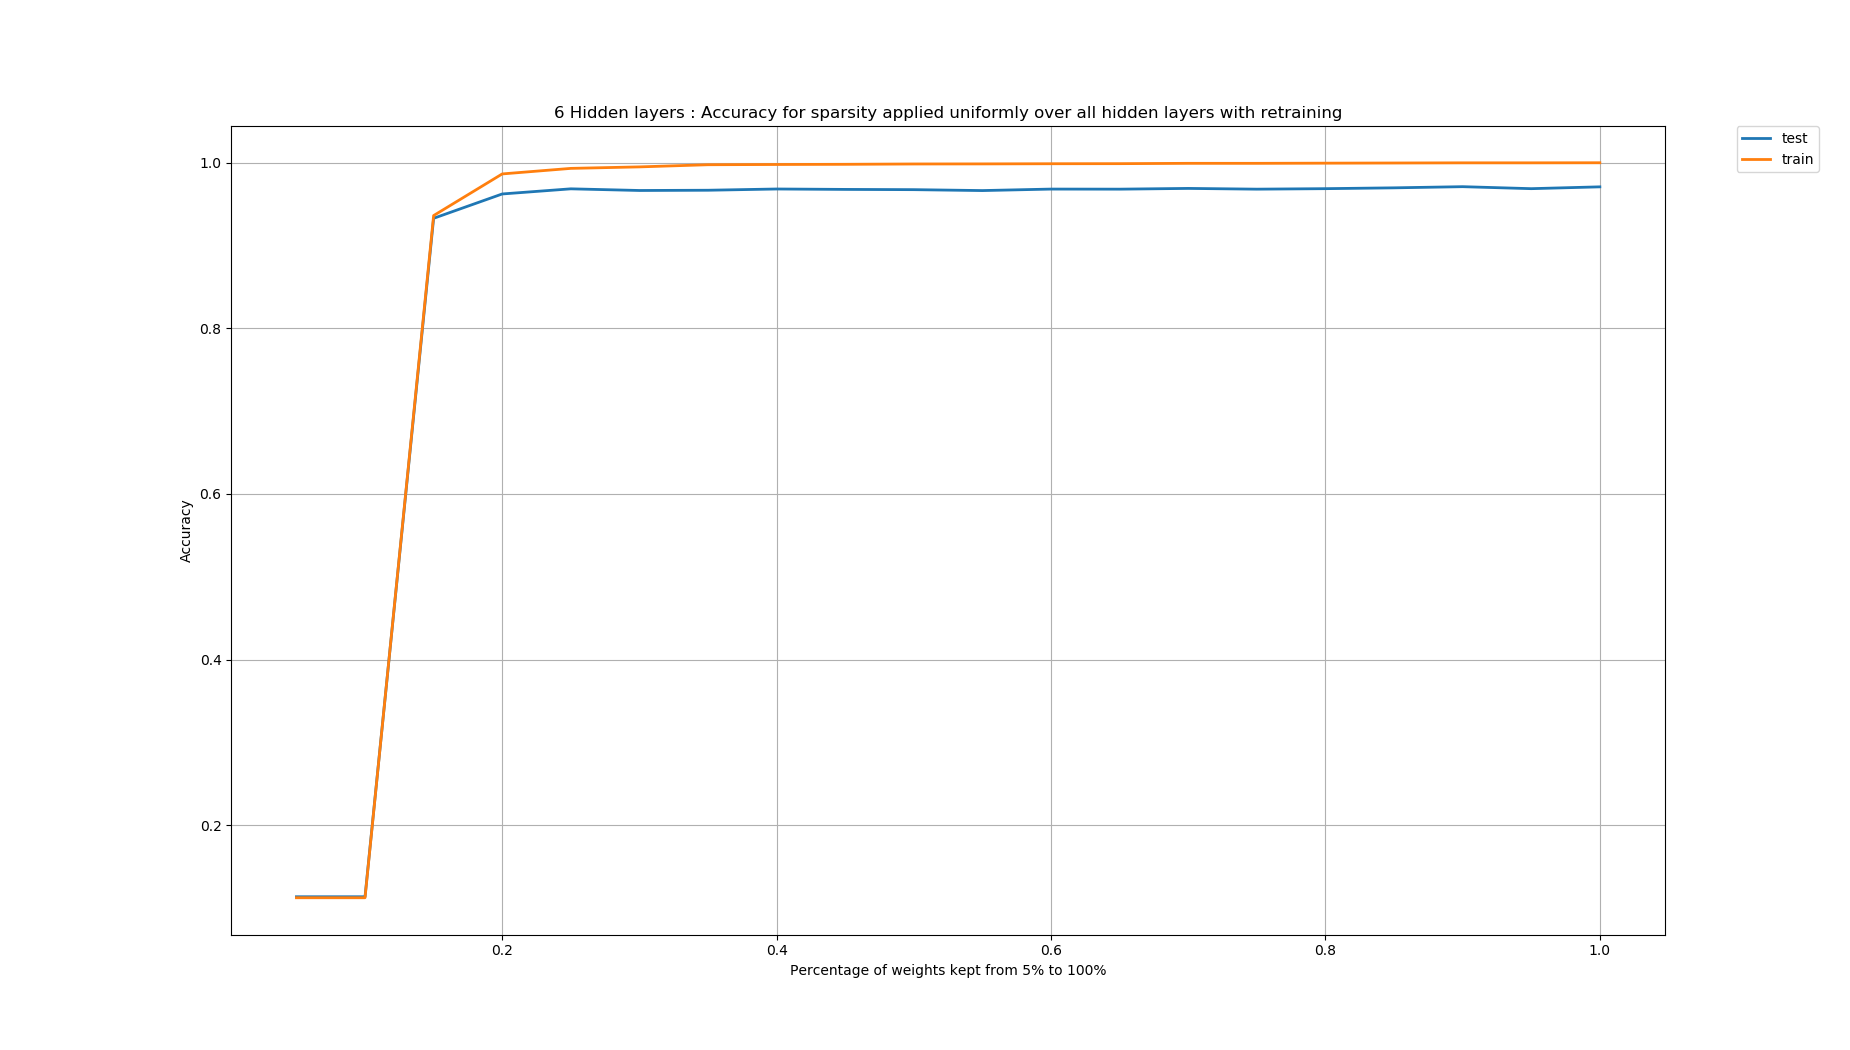 6 Hidden layers : Accuracy for sparsity applied uniformly over all hidden layers with retraining
test
train
1.0
0.8
0.6
0.4
0.2
Accuracy
0.2 0.4 0.6 0.8 1.0
Percentage of weights kept from 5% to 100%